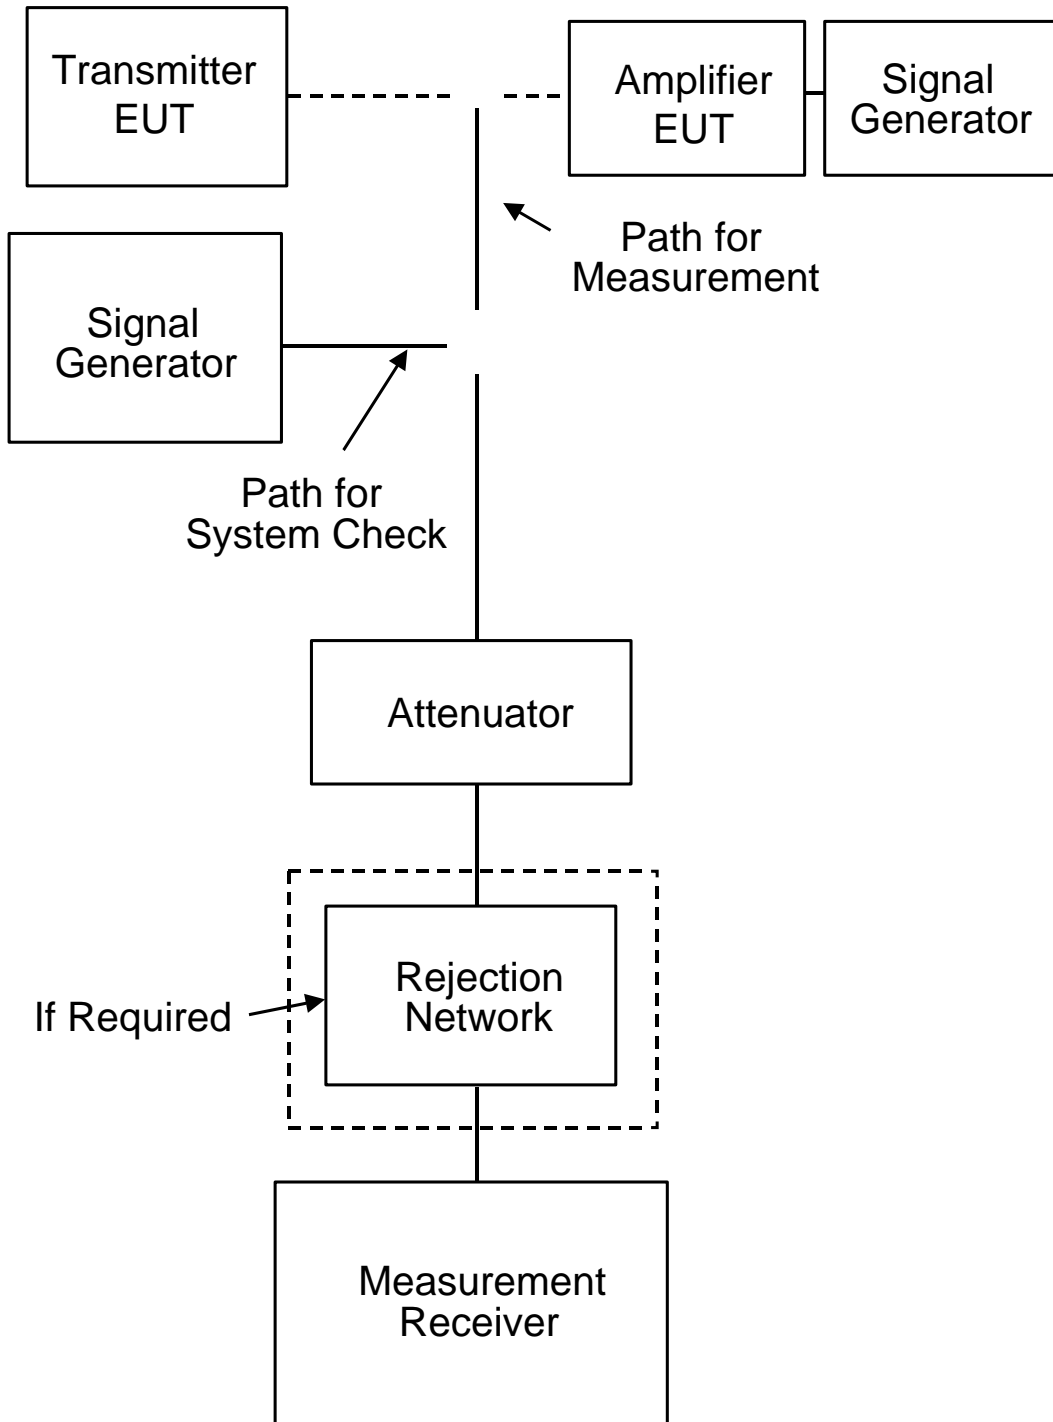 Transmitter
EUT
Amplifier
EUT
Signal
Generator
Path for
Measurement
Signal
Generator
Path for
System Check
Attenuator
Rejection
Network
If Required
Measurement
Receiver